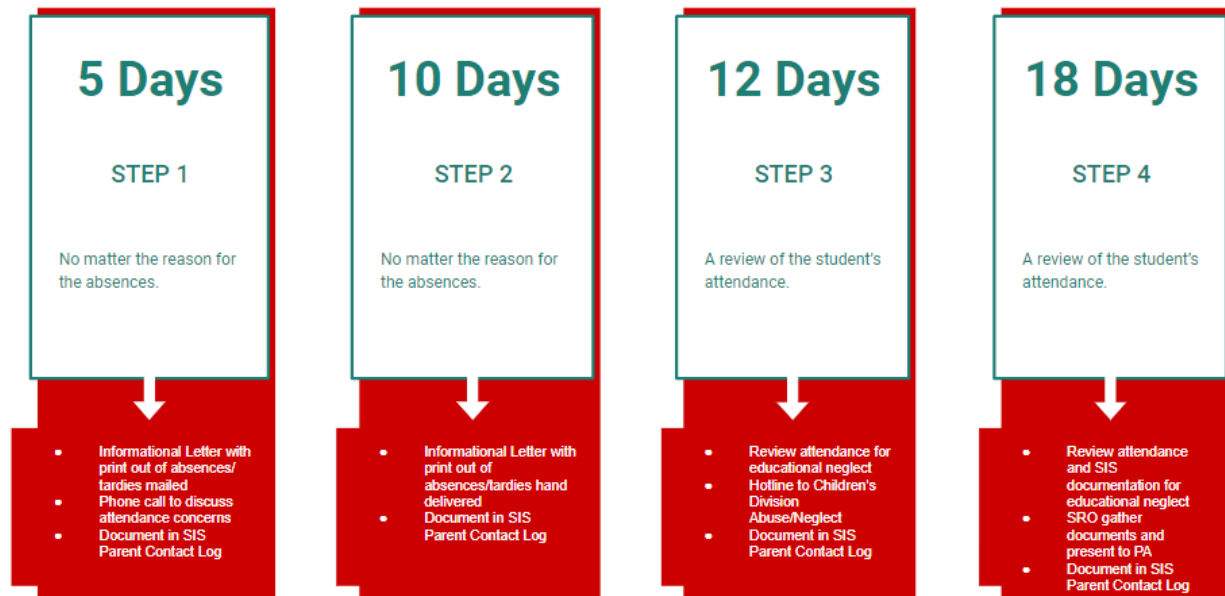 5 Days
STEP 1
No matter the reason for
the absences.
• Informational Letter with
print out of absences/
tardies mailed
• Phone call to discuss
attendance concerns
• Document in SIS
Parent Contact Log
10 Days
STEP 2
No matter the reason for
the absences.
• Informational Letter with
print out of
absences/tardies hand
delivered
• Document in SIS
Parent Contact Log
12 Days
STEP 3
A review of the student's
attendance.
• Review attendance for
educational neglect
• Hotline to Children's
Division
Abuse/Neglect
• Document in SIS
Parent Contact Log
18 Days
STEP 4
A review of the student's
attendance.
• Review attendance
and SIS
documentation for
educational neglect
• SRO gather
documents and
present to PA
• Document in SIS
Parent Contact Log